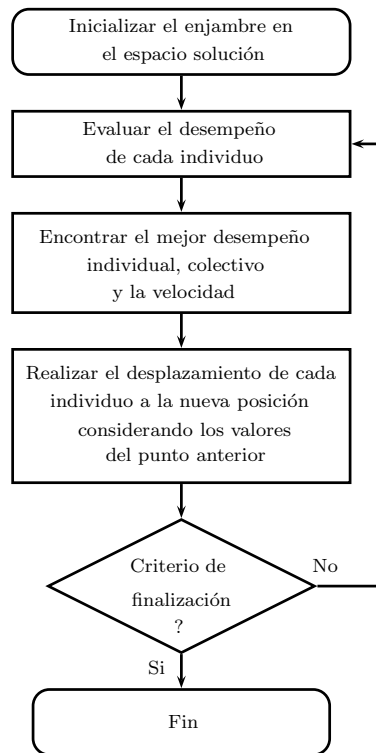 Inicializar el enjambre en
el espacio solución
Evaluar el desempeño
de cada individuo
Encontrar el mejor desempeño
individual, colectivo
y la velocidad
Realizar el desplazamiento de cada
individuo a la nueva posición
considerando los valores
del punto anterior
Criterio de
finalización
?
No
Si
Fin